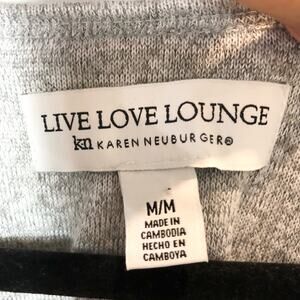 LIVE LOVE LOUNGE
kn KAREN NEUBURGER®
M/M
MADE IN
CAMBODIA
HECHO EN
CAMBOYA